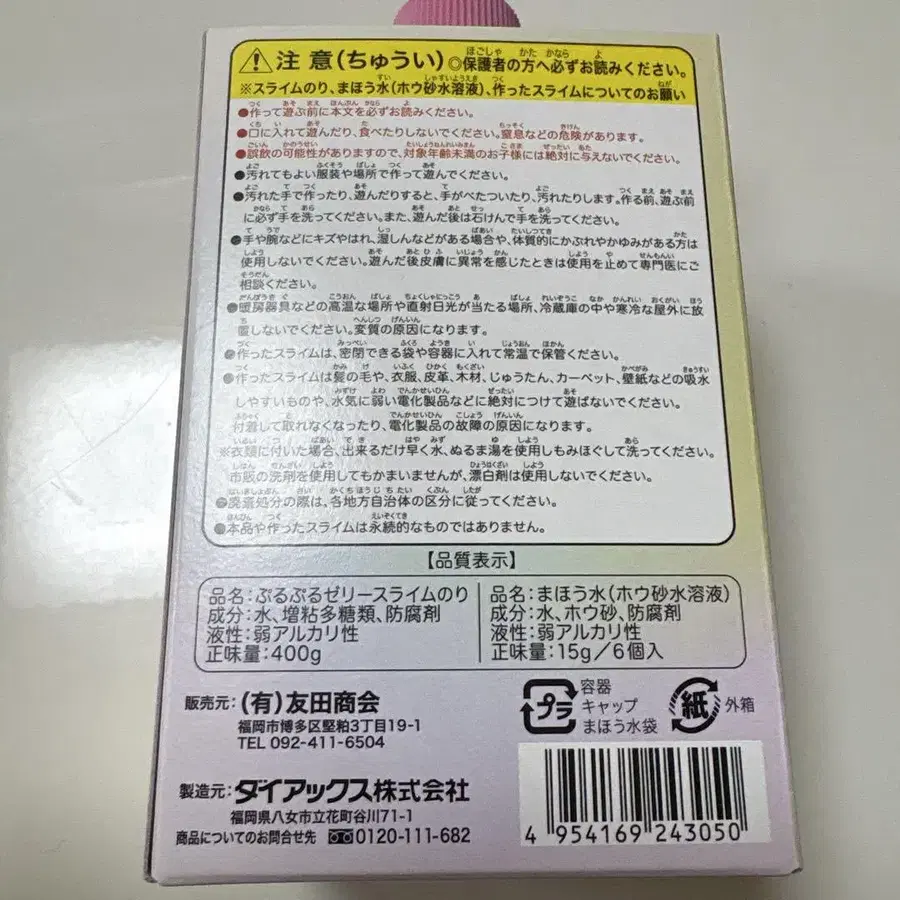 注意(ちゅうい)◎保護者の方へ必ずお読みください。
※スライムのり、まほう水(ホウ砂水溶液)、作ったスライムについてのお願い
●作って遊ぶ前に本文を必ずお読みください。
●口に入れて遊んだり、食べたりしないでください。窒息などの危険があります。
●誤飲の可能性がありますので、対象年齢未満のお子様には絶対に与えないでください。
●汚れてもよい服装や場所で作って遊んでください。
●汚れた手で作ったり、遊んだりすると、手がべたついたり、汚れたりします。作る前、遊ぶ前
に必ず手を洗ってください。また、遊んだ後は石けんで手を洗ってください。
●手や腕などにキズやはれ、湿しんなどがある場合や、体質的にかぶれやかゆみがある方は
使用しないでください。遊んだ後皮膚に異常を感じたときは使用を止めて専門医にご
相談ください。
●暖房器具などの高温な場所や直射日光が当たる場所、冷蔵庫の中や寒冷な屋外に放
置しないでください。変質の原因になります。
●作ったスライムは、密閉できる袋や容器に入れて常温で保管ください。
●作ったスライムは髪の毛や、衣服、皮革、木材、じゅうたん、カーペット、壁紙などの吸水
しやすいものや、水気に弱い電化製品などに絶対につけて遊ばないでください。
付着して取れなくなったり、電化製品の故障の原因になります。
※衣類に付いた場合、出来るだけ早く水、ぬるま湯を使用しもみほぐして洗ってください。
市販の洗剤を使用してもかまいませんが、漂白剤は使用しないでください。
●廃棄処分の際は、各地方自治体の区分に従ってください。
●本品や作ったスライムは永続的なものではありません。
【品質表示】
品名:ぷるぷるゼリースライムのり
成分:水、増粘多糖類、防腐剤
液性:弱アルカリ性
正味量:400g
品名:まほう水(ホウ砂水溶液)
成分:水、ホウ砂、防腐剤
液性:弱アルカリ性
正味量:15g/6個入
販売元:(有)友田商会
福岡市博多区堅粕3丁目19-1
TEL 092-411-6504
プラ
容器
キャップ
まほう水袋
紙
外箱
製造元:ダイアックス株式会社
福岡県八女市立花町谷川71-1
商品についてのお問合せ先 0120-111-682
4 954169 243050